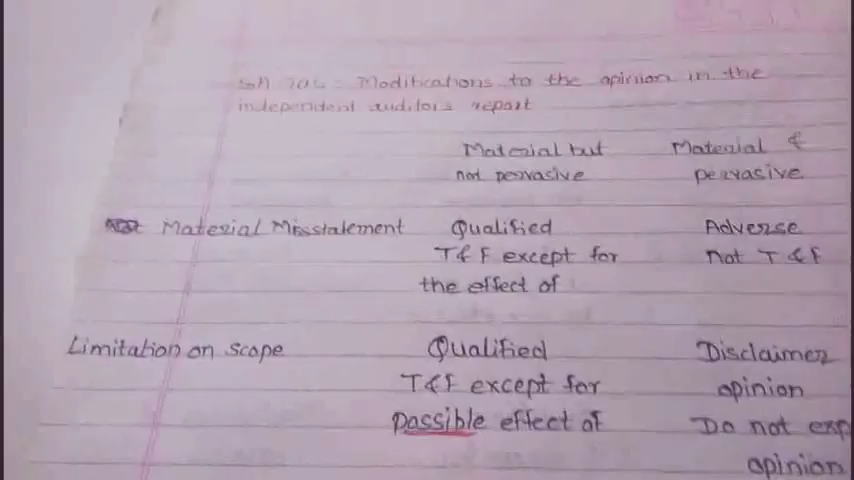 Modifications to the opinion in the
independent auditors report
Material but Material &
not pervasive pervasive
Material Misstatement Qualified Adverse
T&F except for not T & F
the effect of
Limitation on scope Qualified Disclaimer
T&F except for opinion
possible effect of Do not exp
opinion